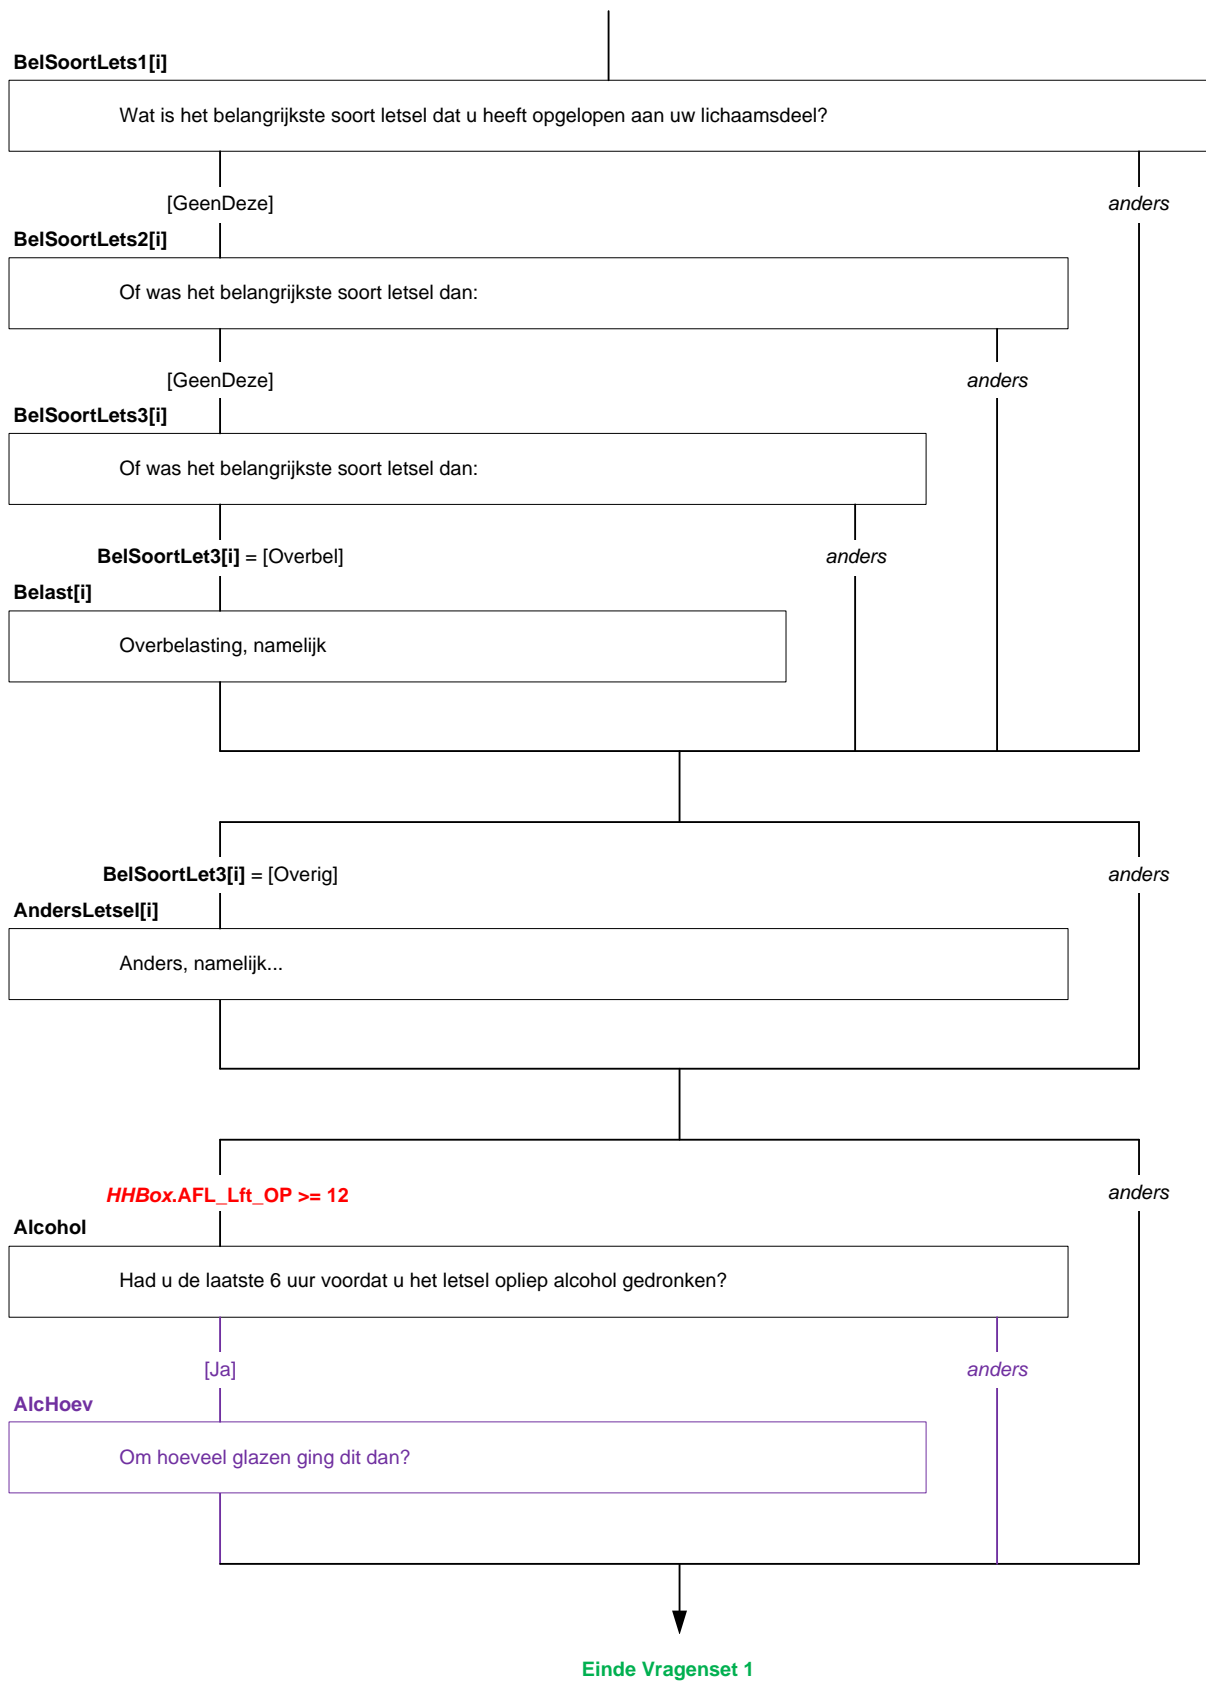 BelSoortLets1[i]
Wat is het belangrijkste soort letsel dat u heeft opgelopen aan uw lichaamsdeel?
[GeenDeze]
anders
BelSoortLets2[i]
Of was het belangrijkste soort letsel dan:
[GeenDeze]
anders
BelSoortLets3[i]
Of was het belangrijkste soort letsel dan:
BelSoortLet3[i] = [Overbel]
anders
Belast[i]
Overbelasting, namelijk
BelSoortLet3[i] = [Overig]
anders
AndersLetsel[i]
Anders, namelijk...
HHBox.AFL_Lft_OP >= 12
anders
Alcohol
Had u de laatste 6 uur voordat u het letsel opliep alcohol gedronken?
[Ja]
anders
AlcHoev
Om hoeveel glazen ging dit dan?
Einde Vragenset 1